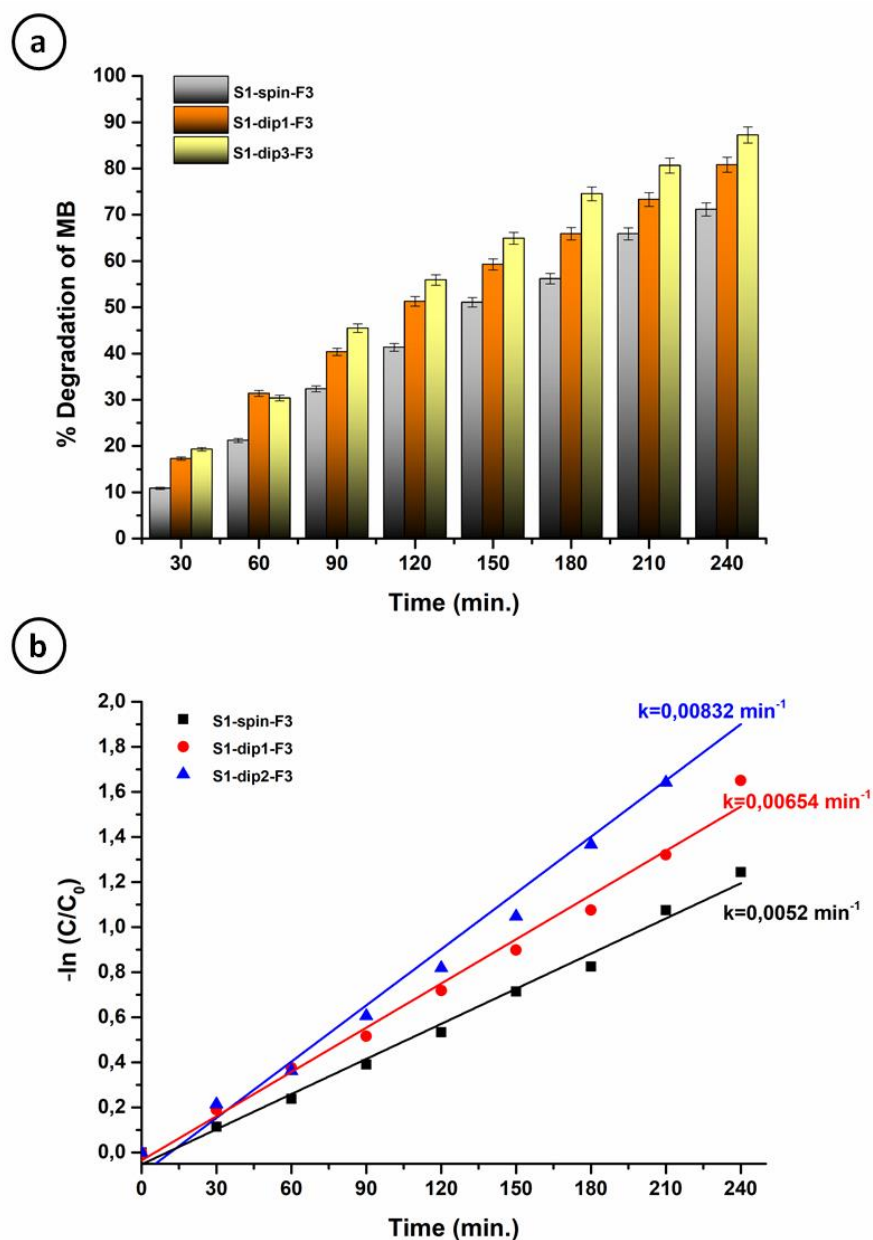 a
100
90
80
70
60
50
40
30
20
10
0
% Degradation of MB
S1-spin-F3
S1-dip1-F3
S1-dip3-F3
30 60 90 120 150 180 210 240
Time (min.)
b
2,0
1,8
1,6
1,4
1,2
1,0
0,8
0,6
0,4
0,2
0,0
-ln (C/C₀)
S1-spin-F3
S1-dip1-F3
S1-dip2-F3
k=0,00832 min⁻¹
k=0,00654 min⁻¹
k=0,0052 min⁻¹
0 30 60 90 120 150 180 210 240
Time (min.)